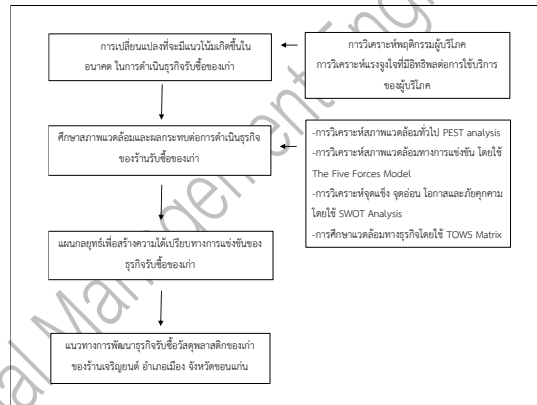 การเปลี่ยนแปลงที่จะมีแนวโน้มเกิดขึ้นใน
อนาคต ในการดำเนินธุรกิจรับซื้อของเก่า
การวิเคราะห์พฤติกรรมผู้บริโภค
การวิเคราะห์แรงจูงใจที่มีอิทธิพลต่อการใช้บริการ
ของผู้บริโภค
ศึกษาสภาพแวดล้อมและผลกระทบต่อการดำเนินธุรกิจ
ของร้านรับซื้อของเก่า
-การวิเคราะห์สภาพแวดล้อมทั่วไป PEST analysis
-การวิเคราะห์สภาพแวดล้อมทางการแข่งขัน โดยใช้
The Five Forces Model
-การวิเคราะห์จุดแข็ง จุดอ่อน โอกาสและภัยคุกคาม
โดยใช้ SWOT Analysis
-การศึกษาแวดล้อมทางธุรกิจโดยใช้ TOWS Matrix
แผนกลยุทธ์เพื่อสร้างความได้เปรียบทางการแข่งขันของ
ธุรกิจรับซื้อของเก่า
แนวทางการพัฒนาธุรกิจรับซื้อวัสดุพลาสติกของเก่า
ของร้านเจริญยนต์ อำเภอเมือง จังหวัดขอนแก่น
Management